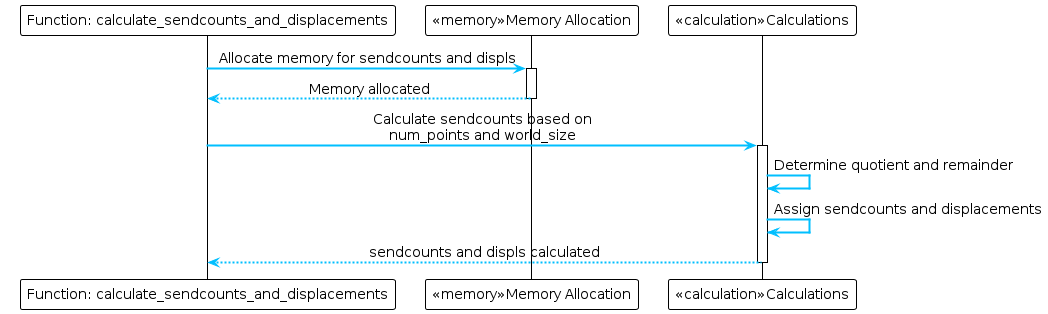 Function: calculate_sendcounts_and_displacements
«memory»Memory Allocation
«calculation»Calculations
Allocate memory for sendcounts and displs
Memory allocated
Calculate sendcounts based on
num_points and world_size
Determine quotient and remainder
Assign sendcounts and displacements
sendcounts and displs calculated
Function: calculate_sendcounts_and_displacements
«memory»Memory Allocation
«calculation»Calculations